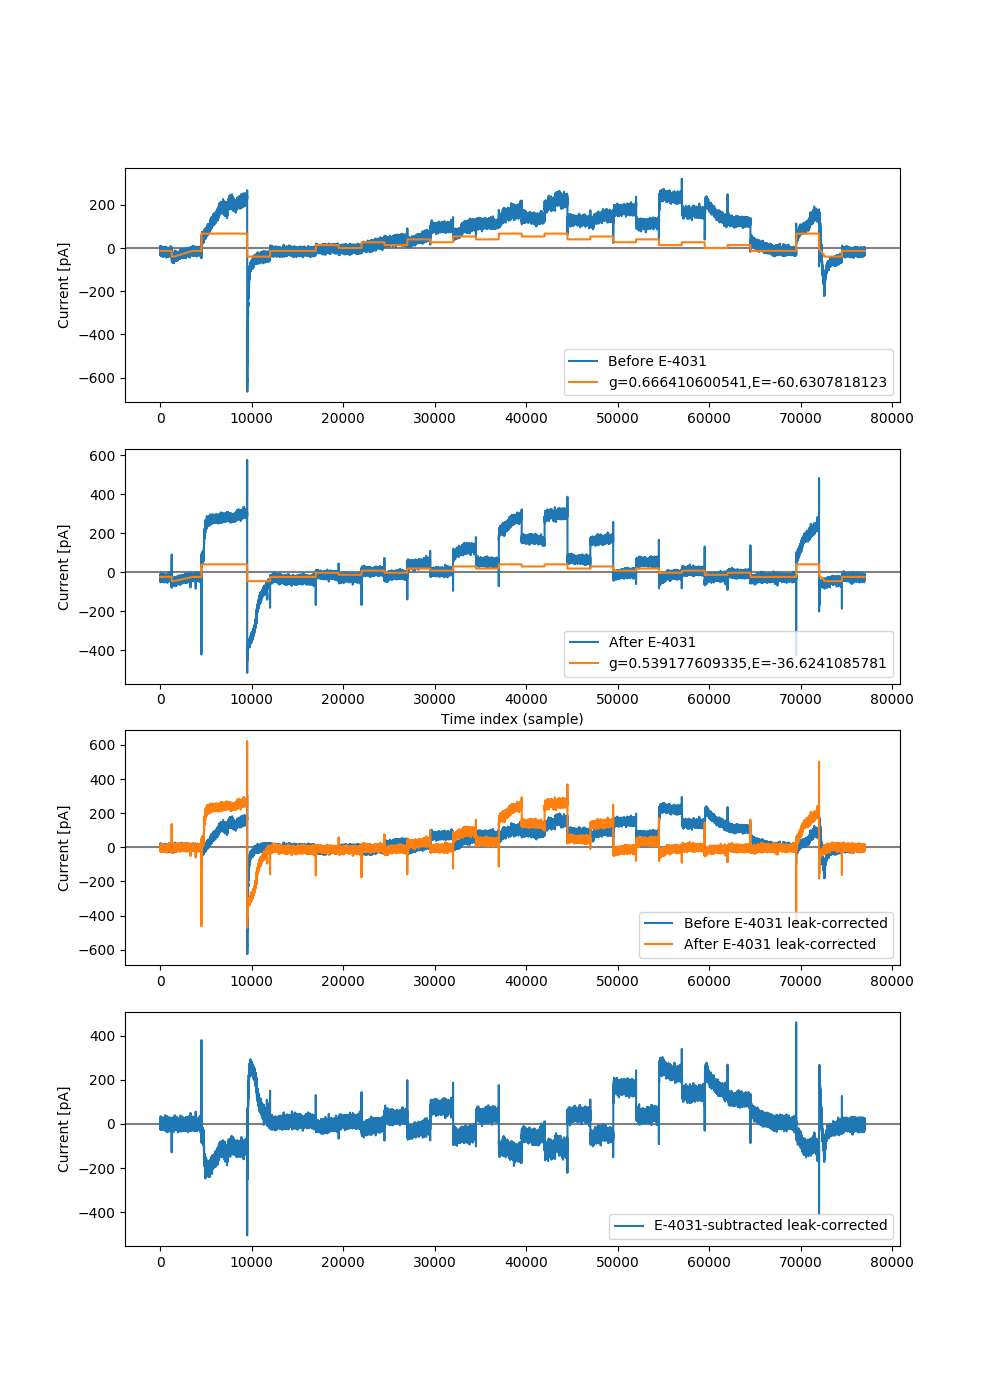 Current [pA]
200
0
−200
−400
−600
0 10000 20000 30000 40000 50000 60000 70000 80000
Before E-4031
g=0.666410600541,E=-60.6307818123
Current [pA]
600
400
200
0
−200
−400
0 10000 20000 30000 40000 50000 60000 70000 80000
Time index (sample)
After E-4031
g=0.539177609335,E=-36.6241085781
Current [pA]
600
400
200
0
−200
−400
−600
0 10000 20000 30000 40000 50000 60000 70000 80000
Before E-4031 leak-corrected
After E-4031 leak-corrected
Current [pA]
400
200
0
−200
−400
0 10000 20000 30000 40000 50000 60000 70000 80000
E-4031-subtracted leak-corrected